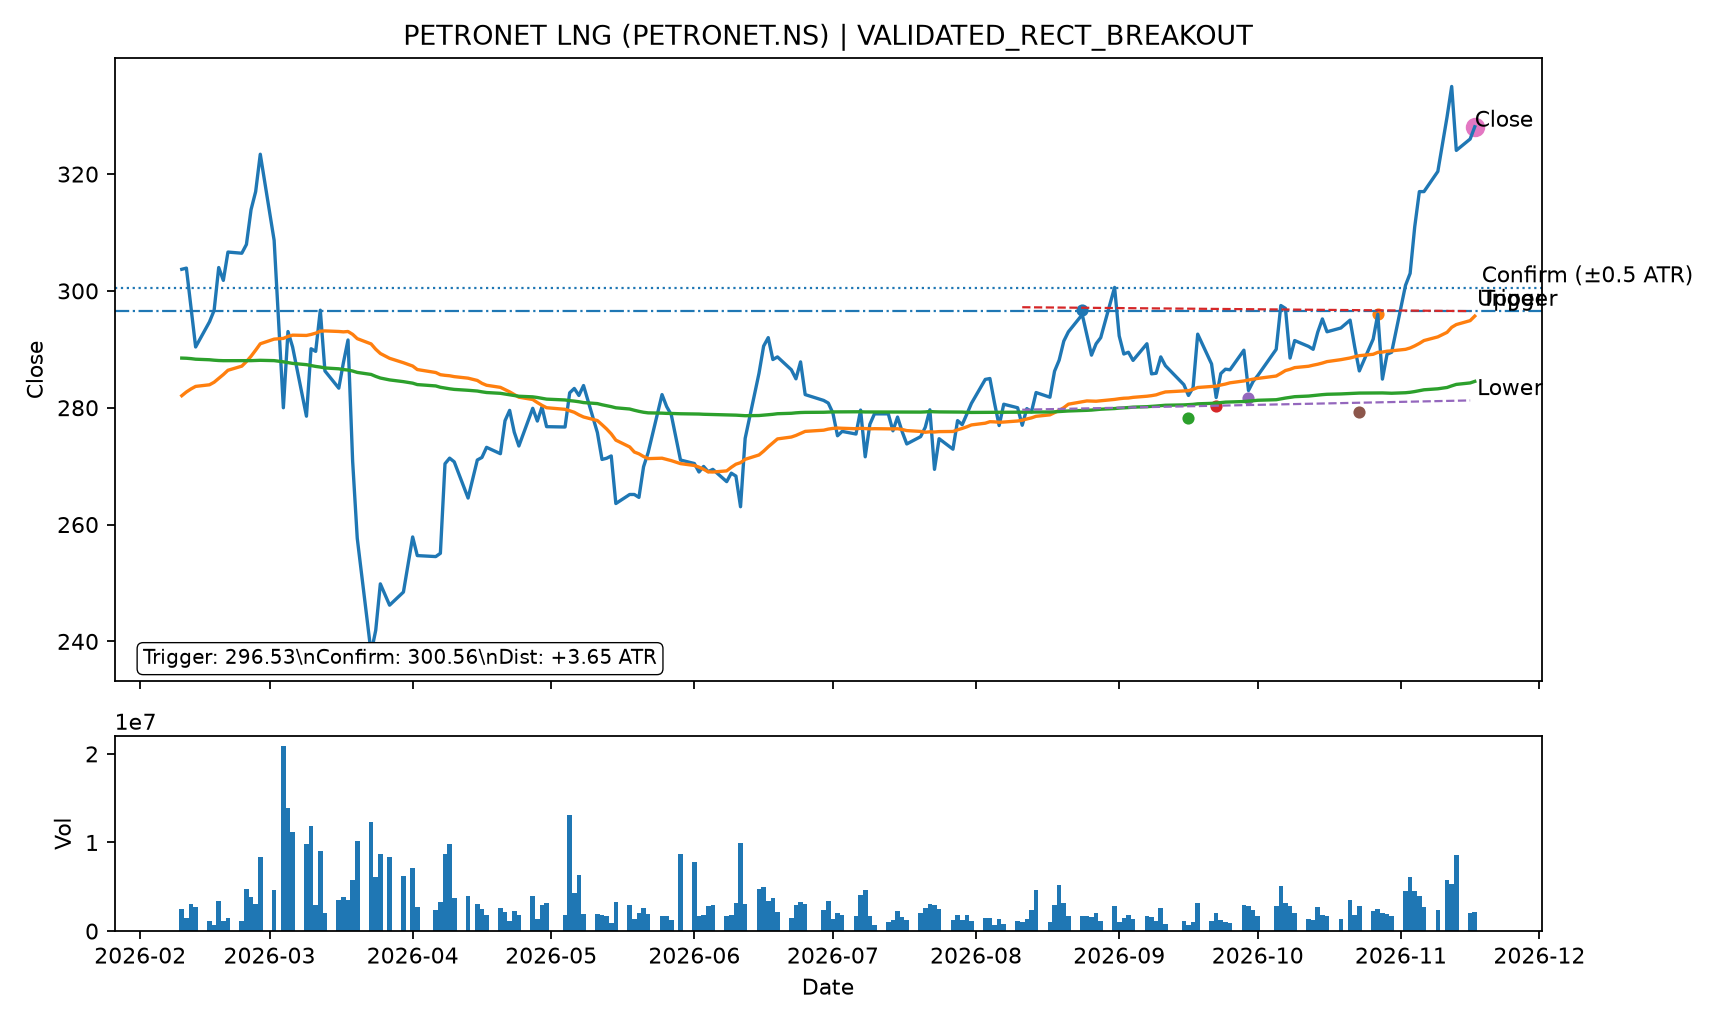 PETRONET LNG (PETRONET.NS) | VALIDATED_RECT_BREAKOUT
Close
320
300
280
260
240
Close
Confirm (±0.5 ATR)
Upper
Trigger
Lower
Trigger: 296.53\nConfirm: 300.56\nDist: +3.65 ATR
1e7
Vol
2
1
0
2026-02 2026-03 2026-04 2026-05 2026-06 2026-07 2026-08 2026-09 2026-10 2026-11 2026-12
Date